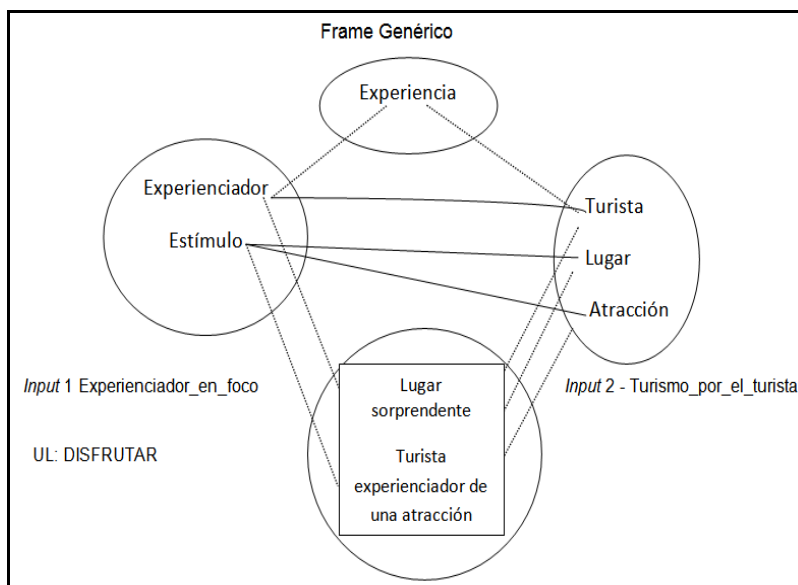 Frame Genérico
Experiencia
Experienciador
Estímulo
Turista
Lugar
Atracción
Input 1 Experienciador_en_foco
Input 2 - Turismo_por_el_turista
UL: DISFRUTAR
Lugar
sorprendente
Turista
experienciador de
una atracción